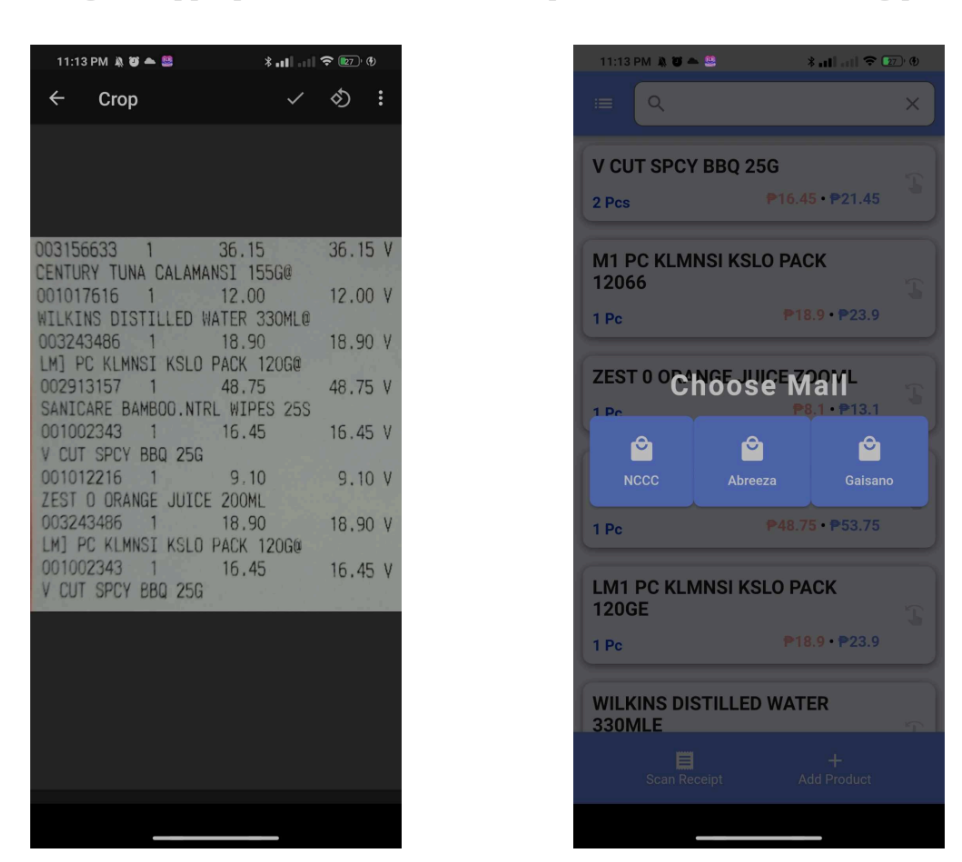 11:13 PM
27
Crop
003156633 1 36.15 36.15 V
CENTURY TUNA CALAMANSI 155G@
001017616 1 12.00 12.00 V
WILKINS DISTILLED WATER 330ML@
003243486 1 18.90 18.90 V
LM] PC KLMNSI KSLO PACK 120G@
002913157 1 48.75 48.75 V
SANICARE BAMBOO.NTRL WIPES 25S
001002343 1 16.45 16.45 V
V CUT SPCY BBQ 25G
001012216 1 9.10 9.10 V
ZEST O ORANGE JUICE 200ML
003243486 1 18.90 18.90 V
LM] PC KLMNSI KSLO PACK 120G@
001002343 1 16.45 16.45 V
V CUT SPCY BBQ 25G
11:13 PM
V CUT SPCY BBQ 25G
2 Pcs ₱16.45 • ₱21.45
M1 PC KLMNSI KSLO PACK
12066
1 Pc ₱18.9 • ₱23.9
ZEST 0 ORANGE JUICE ZOOML
Choose Mall
1 Pc ₱8.1 • ₱13.1
NCCC Abreeza Gaisano
1 Pc ₱48.75 • ₱53.75
LM1 PC KLMNSI KSLO PACK
120GE
1 Pc ₱18.9 • ₱23.9
WILKINS DISTILLED WATER
330MLE
Scan Receipt Add Product